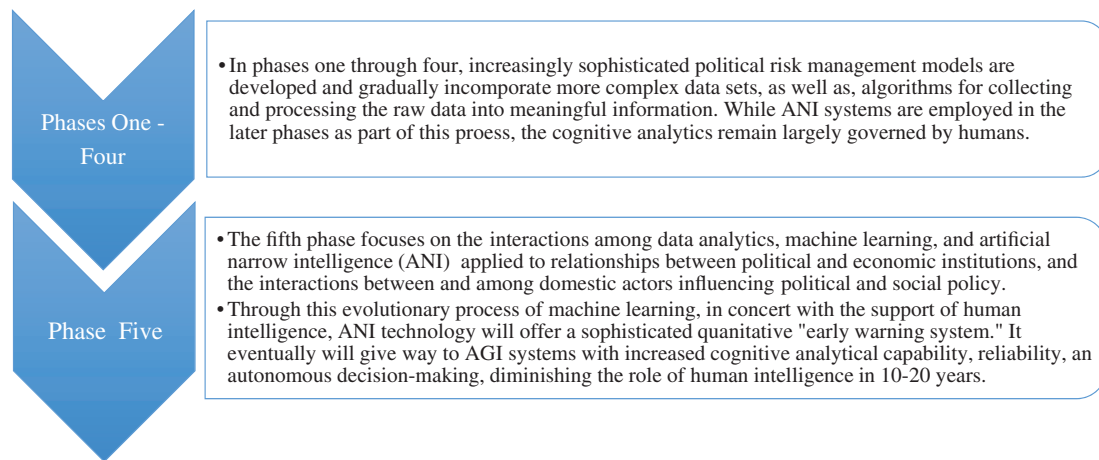 Phases One -
Four
• In phases one through four, increasingly sophisticated political risk management models are
developed and gradually incomporate more complex data sets, as well as, algorithms for collecting
and processing the raw data into meaningful information. While ANI systems are employed in the
later phases as part of this proess, the cognitive analytics remain largely governed by humans.
Phase Five
• The fifth phase focuses on the interactions among data analytics, machine learning, and artificial
narrow intelligence (ANI) applied to relationships between political and economic institutions, and
the interactions between and among domestic actors influencing political and social policy.
• Through this evolutionary process of machine learning, in concert with the support of human
intelligence, ANI technology will offer a sophisticated quanitative "early warning system." It
eventually will give way to AGI systems with increased cognitive analytical capability, reliability, an
autonomous decision-making, diminishing the role of human intelligence in 10-20 years.